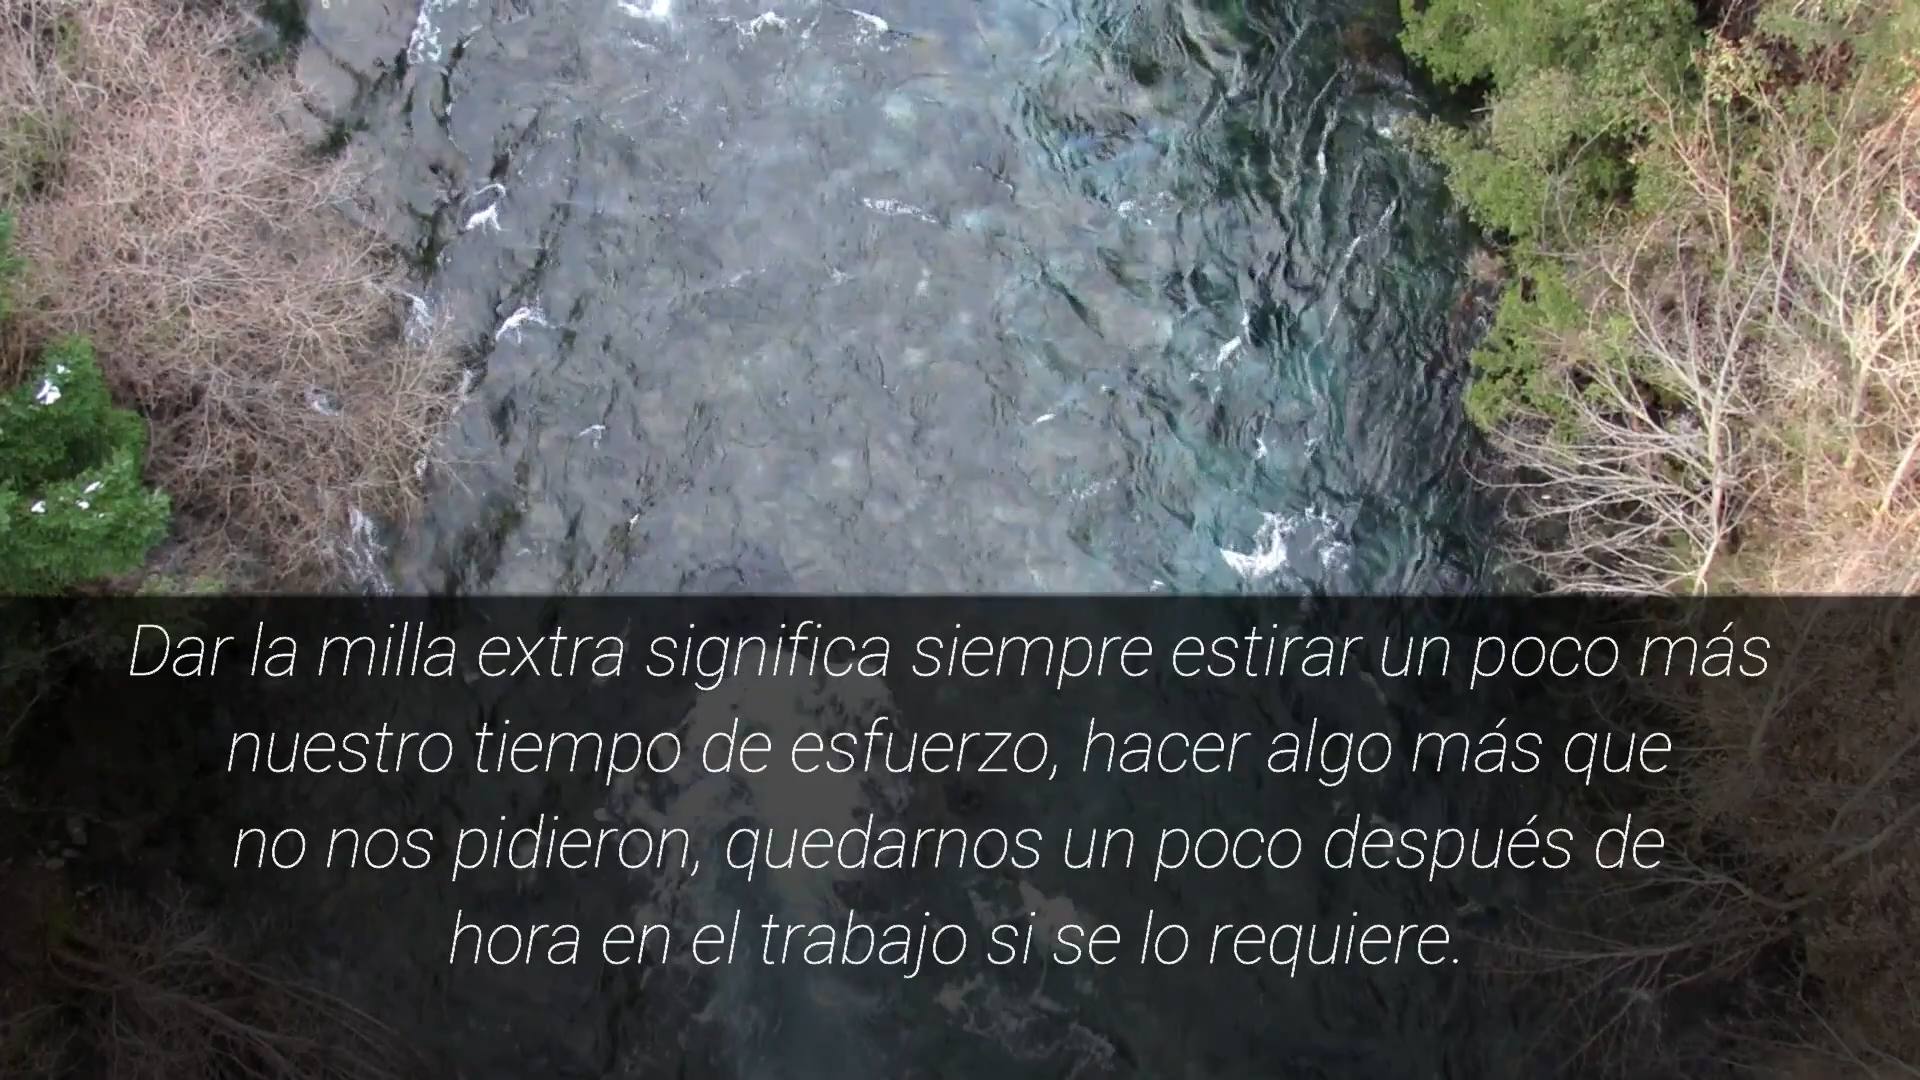 Dar la milla extra significa siempre estirar un poco más
nuestro tiempo de esfuerzo, hacer algo más que
no nos pidieron, quedarnos un poco después de
hora en el trabajo si se lo requiere.